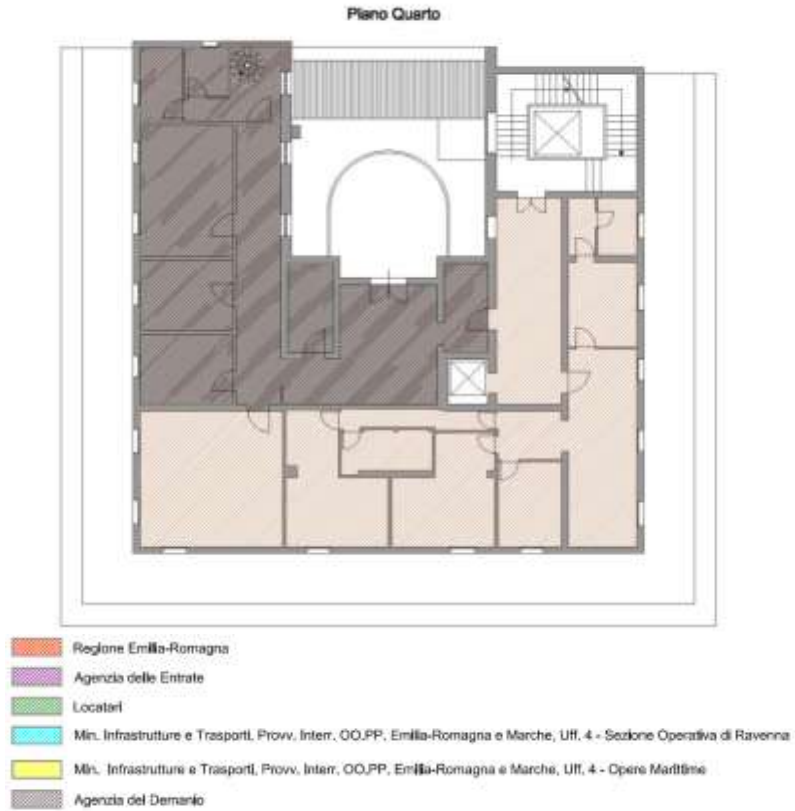 Piano Quarto
Regione Emilia-Romagna
Agenzia delle Entrate
Locatari
Min. Infrastrutture e Trasporti, Provv. Interr. OO.PP. Emilia-Romagna e Marche, Uff. 4 - Sezione Operativa di Ravenna
Min. Infrastrutture e Trasporti, Provv. Interr. OO.PP. Emilia-Romagna e Marche, Uff. 4 - Opere Marittime
Agenzia del Demanio